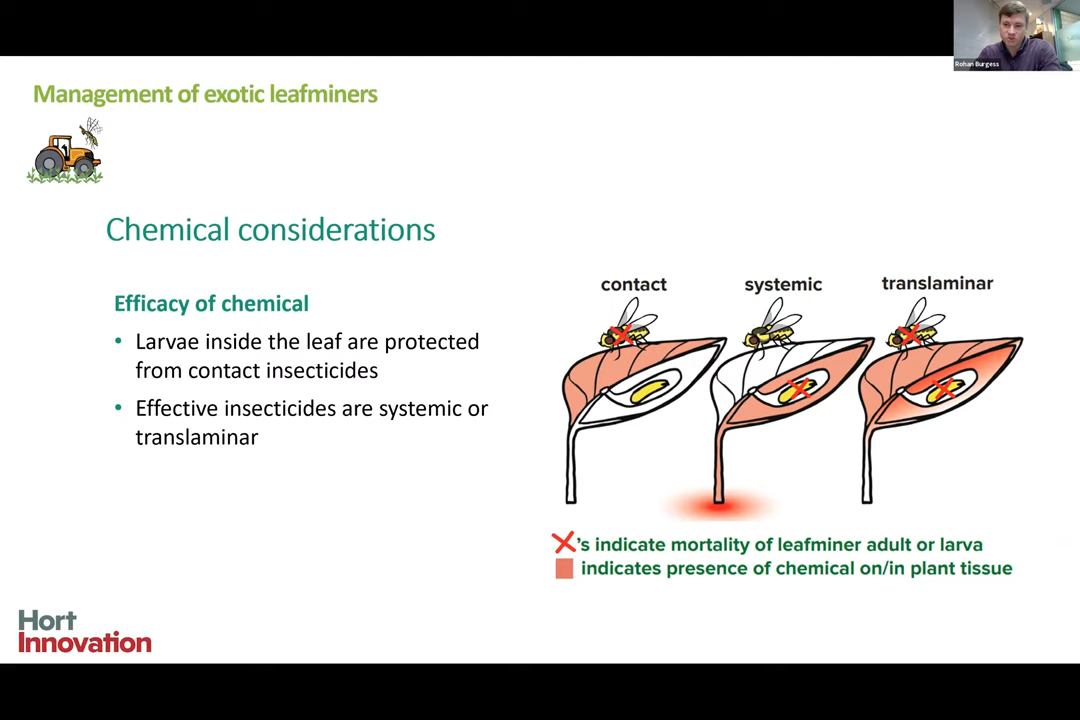 Rohan Burgess
Management of exotic leafminers
Chemical considerations
Efficacy of chemical
• Larvae inside the leaf are protected
from contact insecticides
• Effective insecticides are systemic or
translaminar
contact
systemic
translaminar
's indicate mortality of leafminer adult or larva
indicates presence of chemical on/in plant tissue
Hort
Innovation